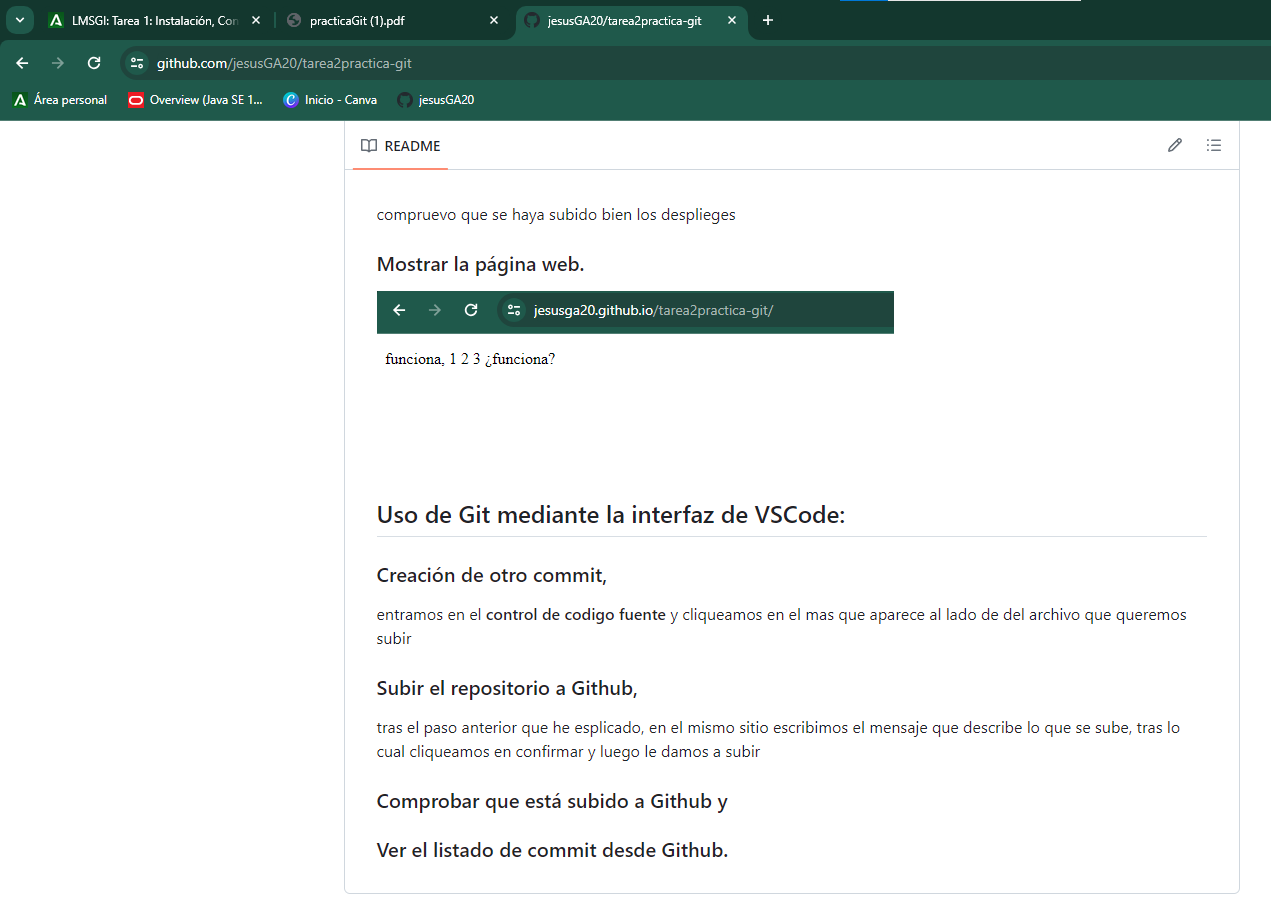 LMSGI: Tarea 1: Instalación, Con
practicaGit (1).pdf
jesusGA20/tarea2practica-git
github.com/jesusGA20/tarea2practica-git
Área personal
Overview (Java SE 1...
Inicio - Canva
jesusGA20
README
compruevo que se haya subido bien los desplieges
Mostrar la página web.
jesusga20.github.io/tarea2practica-git/
funciona, 1 2 3 ¿funciona?
Uso de Git mediante la interfaz de VSCode:
Creación de otro commit,
entramos en el control de codigo fuente y cliqueamos en el mas que aparece al lado de del archivo que queremos
subir
Subir el repositorio a Github,
tras el paso anterior que he esplicado, en el mismo sitio escribimos el mensaje que describe lo que se sube, tras lo
cual cliqueamos en confirmar y luego le damos a subir
Comprobar que está subido a Github y
Ver el listado de commit desde Github.